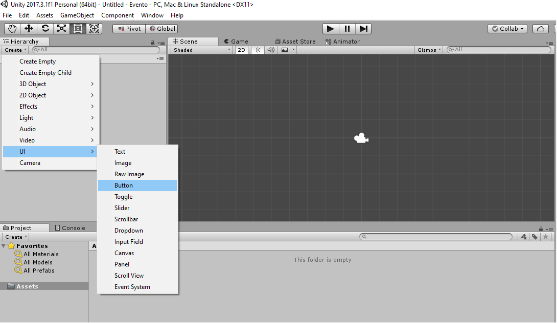 Unity 2017.3.1f1 Personal (64bit) - Untitled - Evento - PC, Mac & Linux Standalone <DX11>
File Edit Assets GameObject Component Window Help
Pivot Global Collab
Hierarchy Scene Game Asset Store Animator
Create All Shaded 2D Gizmos All
Create Empty
Create Empty Child
3D Object
2D Object
Effects
Light
Audio
Video
UI
Camera
Text
Image
Raw Image
Button
Toggle
Slider
Scrollbar
Dropdown
Input Field
Canvas
Panel
Scroll View
Event System
Project Console
Create
Favorites
All Materials
All Models
All Prefabs
Assets
This folder is empty